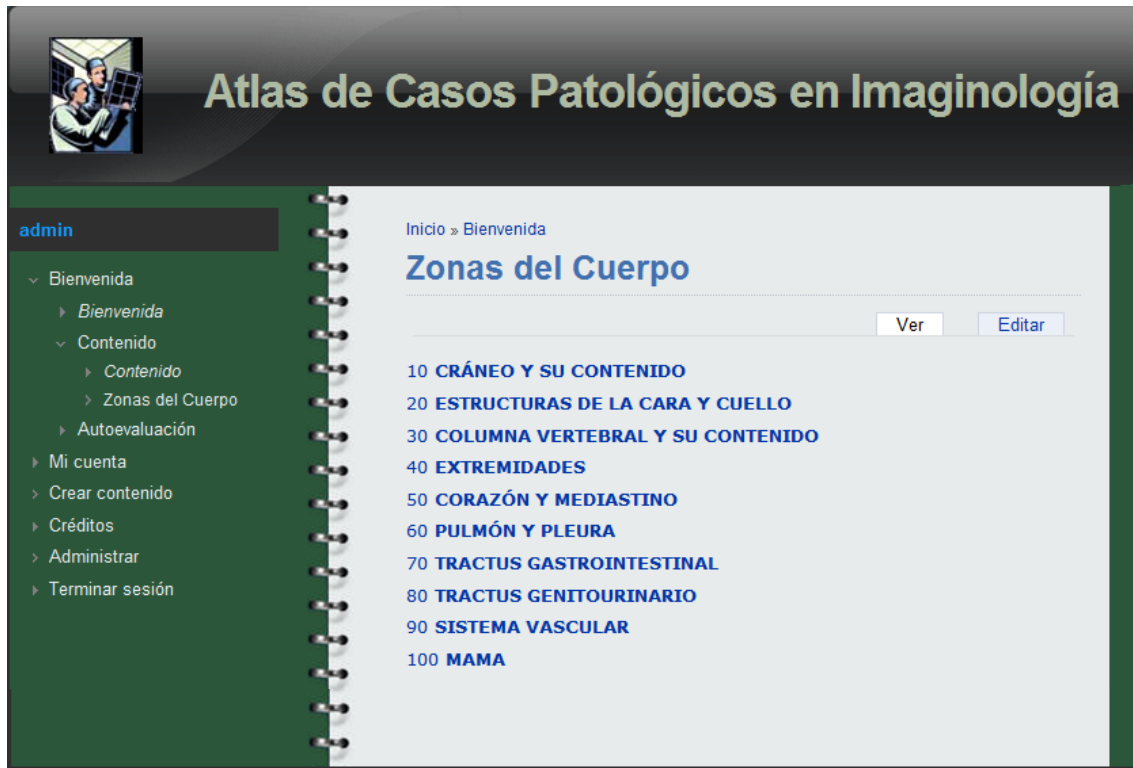 Atlas de Casos Patológicos en Imaginología
admin
Bienvenida
Bienvenida
Contenido
Contenido
Zonas del Cuerpo
Autoevaluación
Mi cuenta
Crear contenido
Créditos
Administrar
Terminar sesión
Inicio » Bienvenida
Zonas del Cuerpo
Ver Editar
10 CRÁNEO Y SU CONTENIDO
20 ESTRUCTURAS DE LA CARA Y CUELLO
30 COLUMNA VERTEBRAL Y SU CONTENIDO
40 EXTREMIDADES
50 CORAZÓN Y MEDIASTINO
60 PULMÓN Y PLEURA
70 TRACTUS GASTROINTESTINAL
80 TRACTUS GENITOURINARIO
90 SISTEMA VASCULAR
100 MAMA